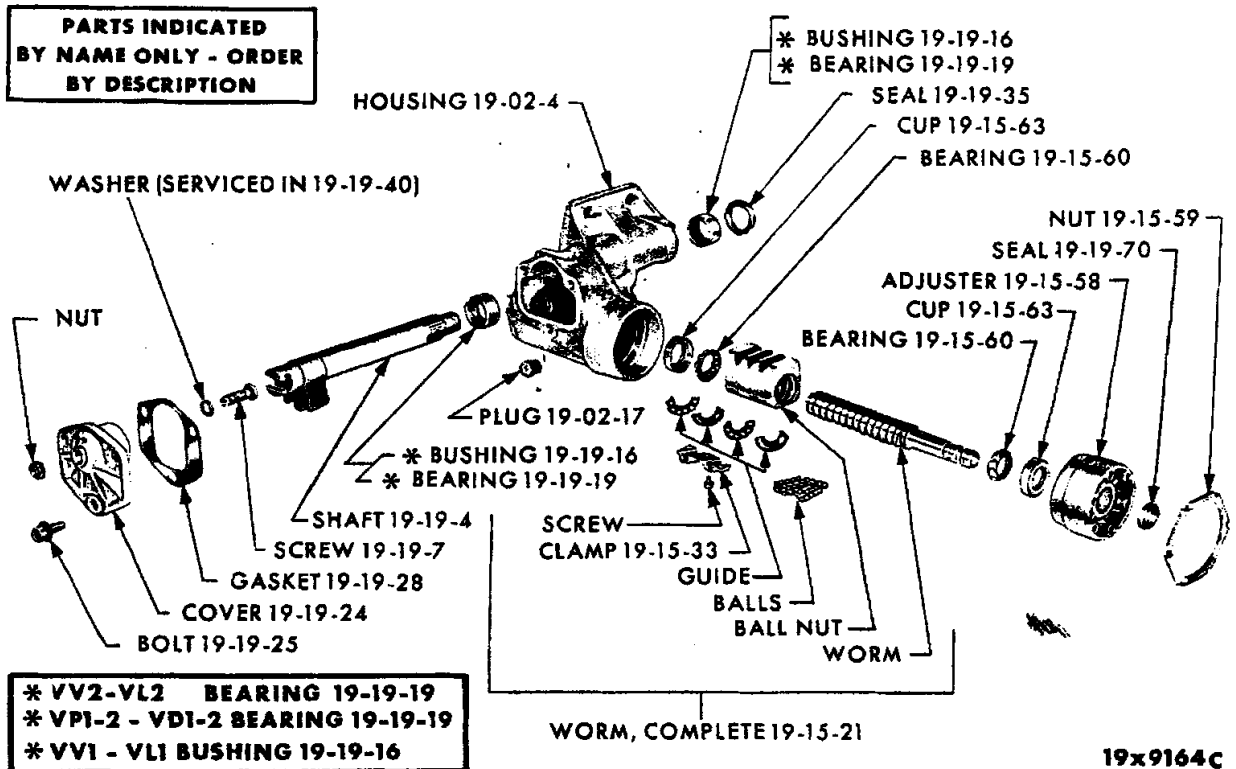 PARTS INDICATED
BY NAME ONLY - ORDER
BY DESCRIPTION
* BUSHING 19-19-16
* BEARING 19-19-19
HOUSING 19-02-4
SEAL 19-19-35
CUP 19-15-63
BEARING 19-15-60
WASHER (SERVICED IN 19-19-40)
NUT 19-15-59
SEAL 19-19-70
ADJUSTER 19-15-58
CUP 19-15-63
BEARING 19-15-60
NUT
PLUG 19-02-17
* BUSHING 19-19-16
* BEARING 19-19-19
SHAFT 19-19-4
SCREW 19-19-7
GASKET 19-19-28
COVER 19-19-24
BOLT 19-19-25
SCREW
CLAMP 19-15-33
GUIDE
BALLS
BALL NUT
WORM
WORM, COMPLETE 19-15-21
* VV2-VL2 BEARING 19-19-19
* VP1-2 - VD1-2 BEARING 19-19-19
* VV1 - VL1 BUSHING 19-19-16
19x9164C